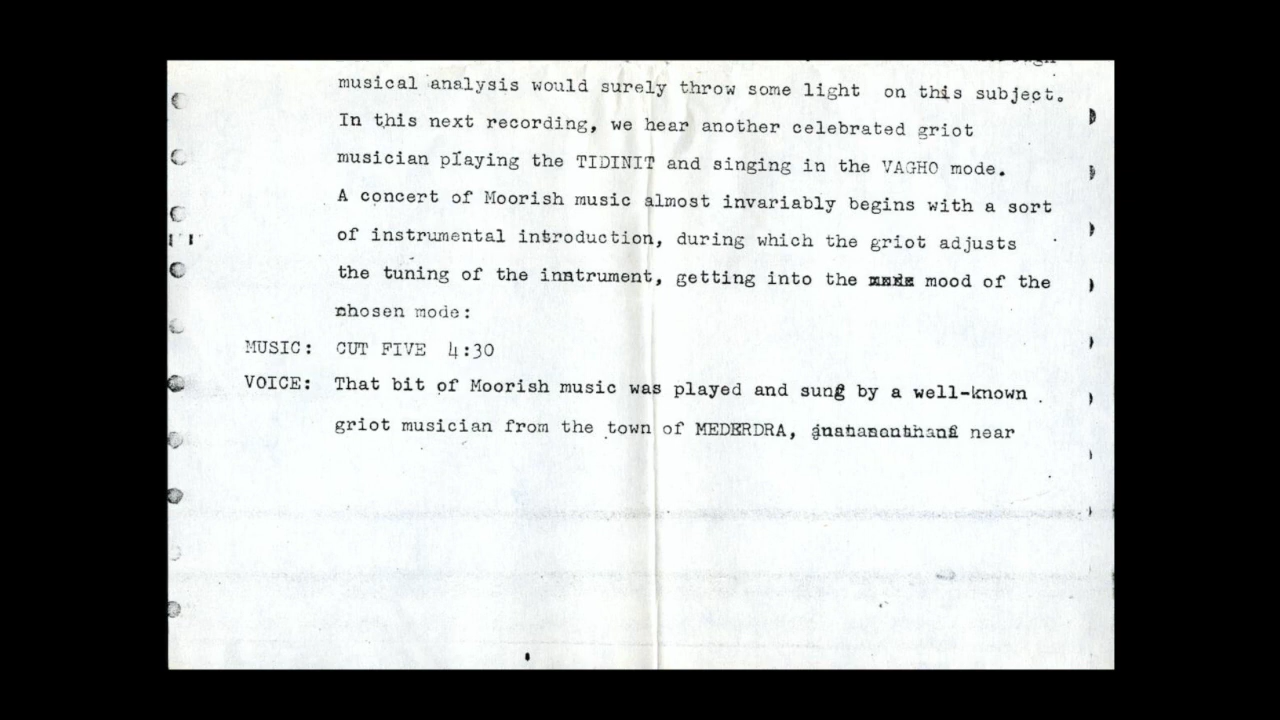 musical analysis would surely throw some light on this subject.
In this next recording, we hear another celebrated griot
musician playing the TIDINIT and singing in the VAGHO mode.
A concert of Moorish music almost invariably begins with a sort
of instrumental introduction, during which the griot adjusts
the tuning of the instrument, getting into the mood of the
chosen mode:
MUSIC: CUT FIVE 4:30
VOICE: That bit of Moorish music was played and sung by a well-known
griot musician from the town of MEDERDRA, near